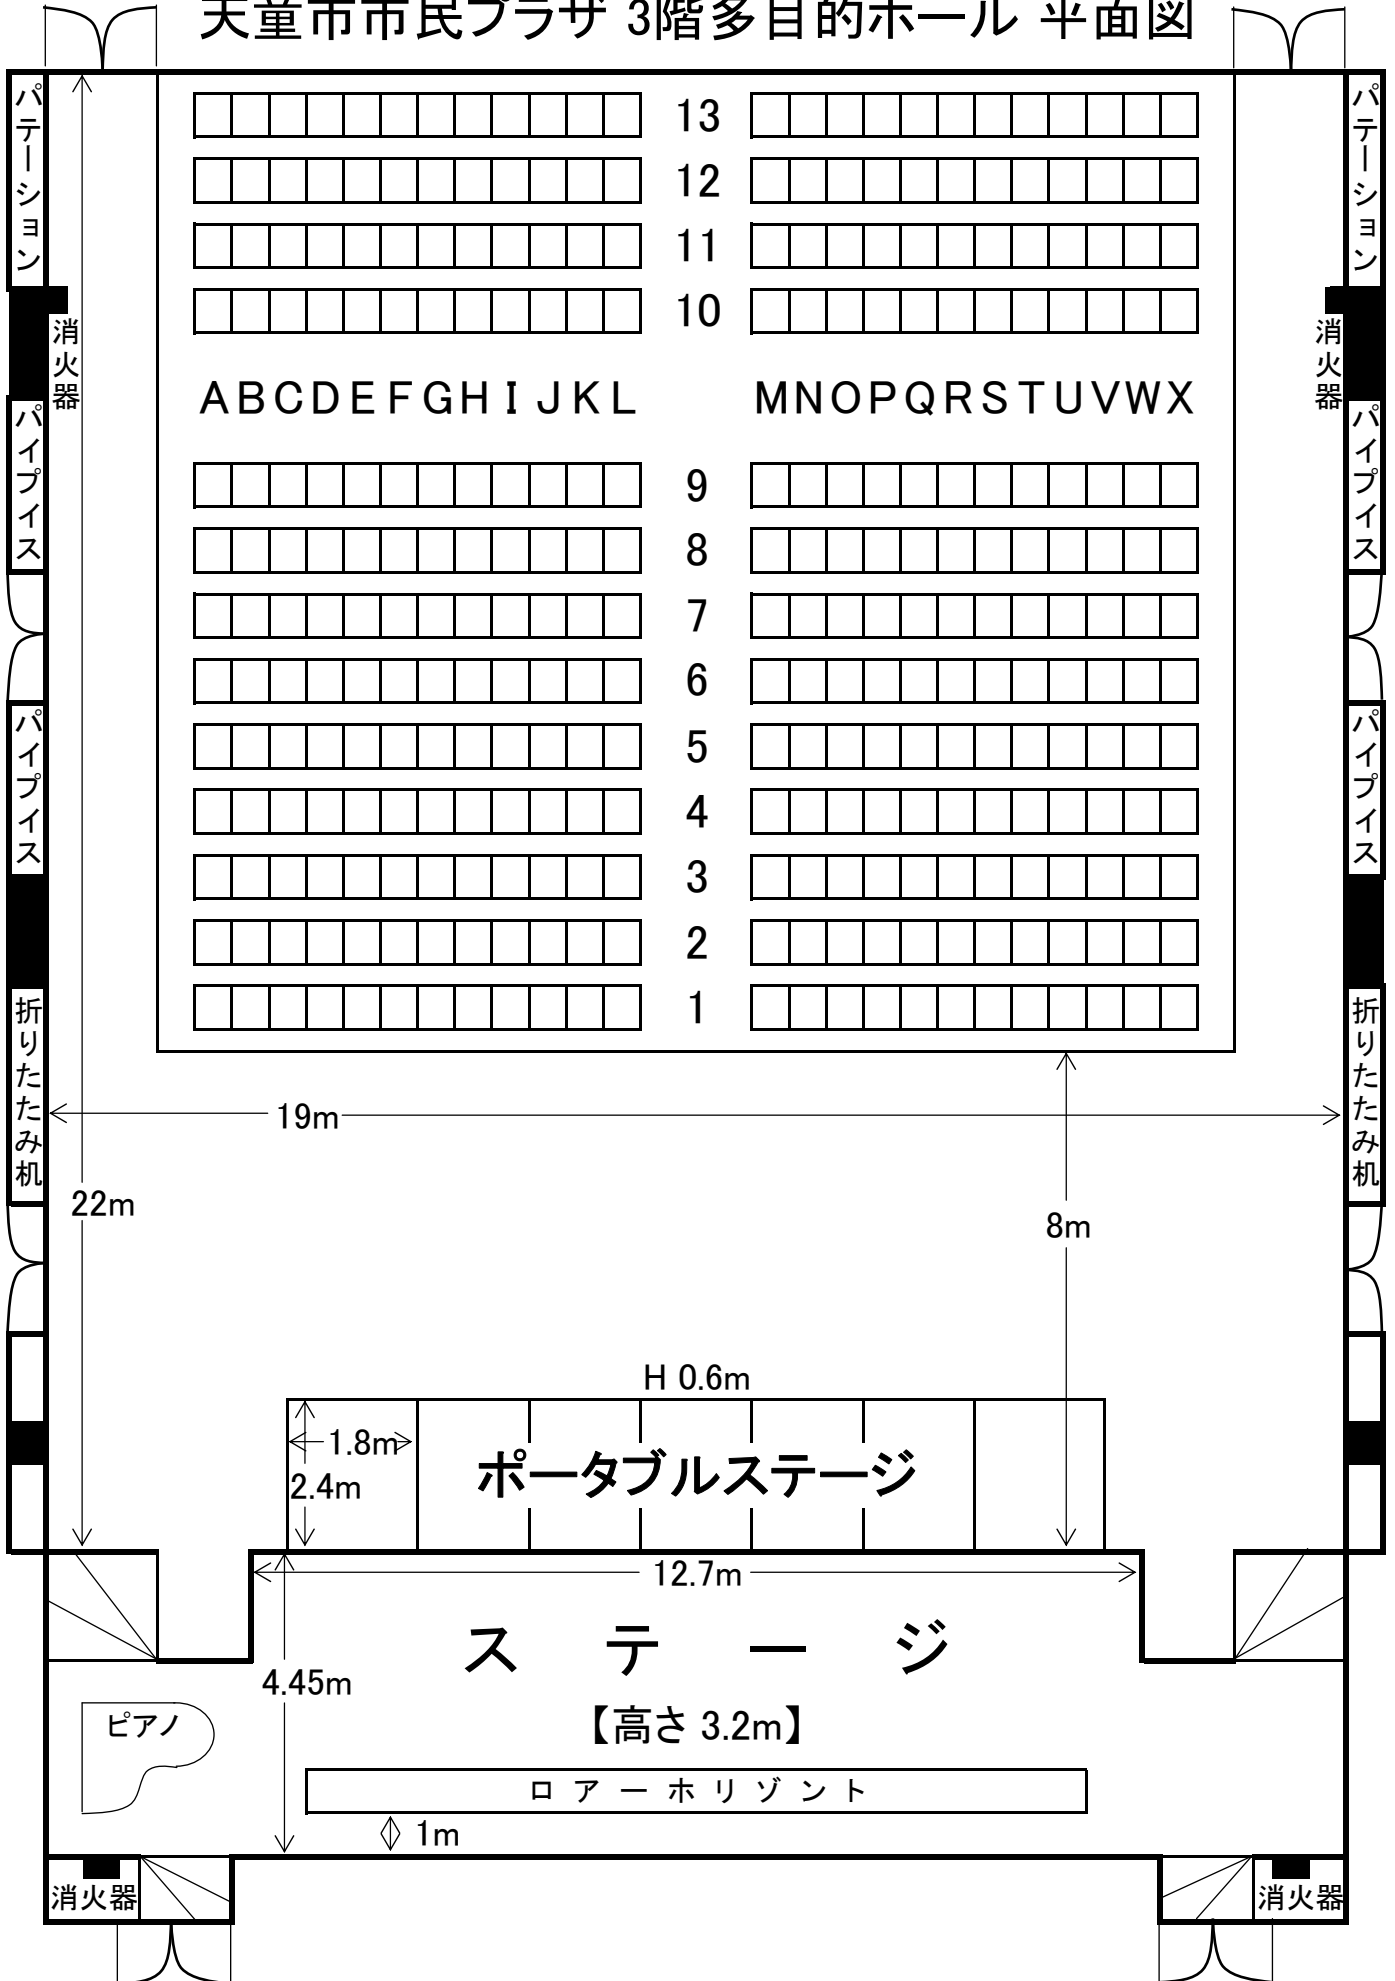 天童市市民プラザ 3階多目的ホール 平面図
パテーション
パテーション
13
12
11
10
消火器
消火器
ABCDEFGHIJKL
MNOPQRSTUVWX
パイプイス
パイプイス
9
8
7
6
5
4
3
2
1
パイプイス
パイプイス
折りたたみ机
折りたたみ机
19m
22m
8m
H 0.6m
1.8m
2.4m
ポータブルステージ
12.7m
ステージ
4.45m
【高さ 3.2m】
ピアノ
ロアーホリゾント
1m
消火器
消火器